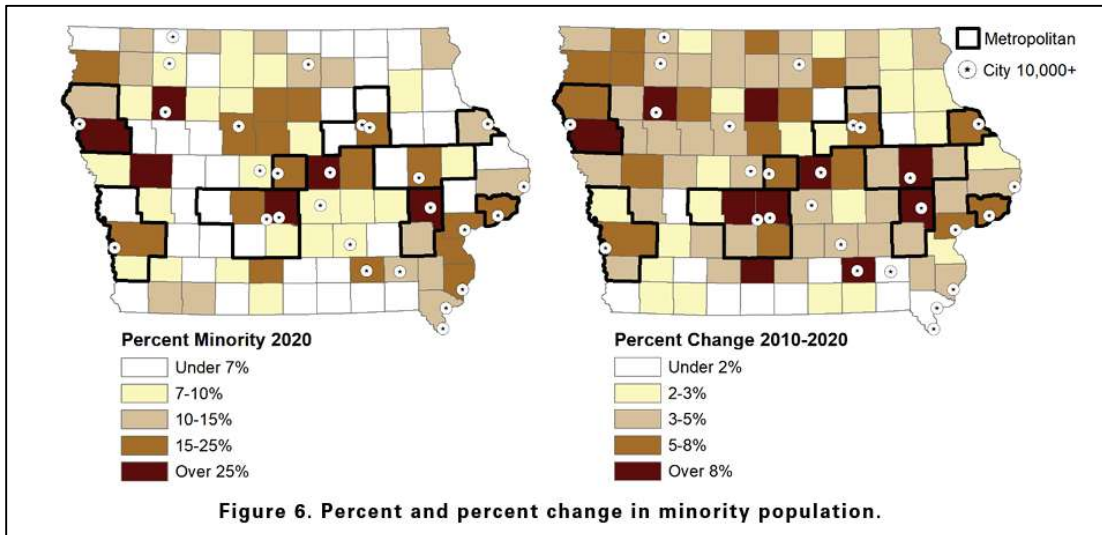 Metropolitan
City 10,000+
Percent Minority 2020
Under 7%
7-10%
10-15%
15-25%
Over 25%
Percent Change 2010-2020
Under 2%
2-3%
3-5%
5-8%
Over 8%
Figure 6. Percent and percent change in minority population.